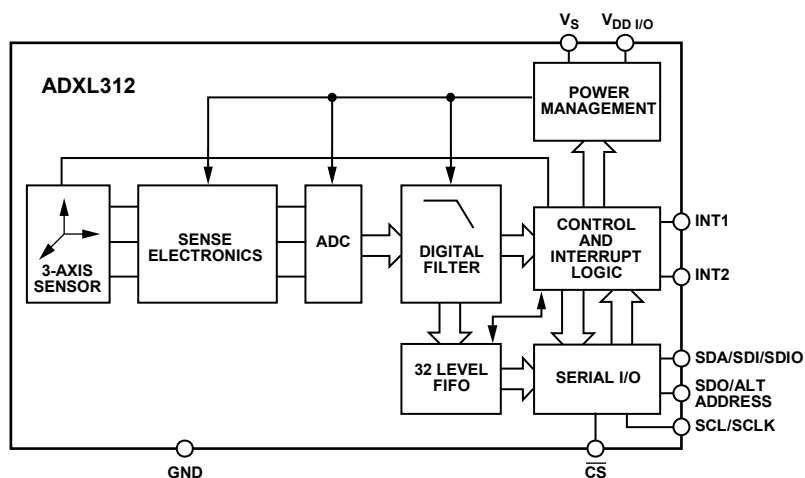 VS
VDD I/O
ADXL312
POWER
MANAGEMENT
3-AXIS
SENSOR
SENSE
ELECTRONICS
ADC
DIGITAL
FILTER
CONTROL
AND
INTERRUPT
LOGIC
INT1
INT2
32 LEVEL
FIFO
SERIAL I/O
SDA/SDI/SDIO
SDO/ALT
ADDRESS
SCL/SCLK
GND
CS